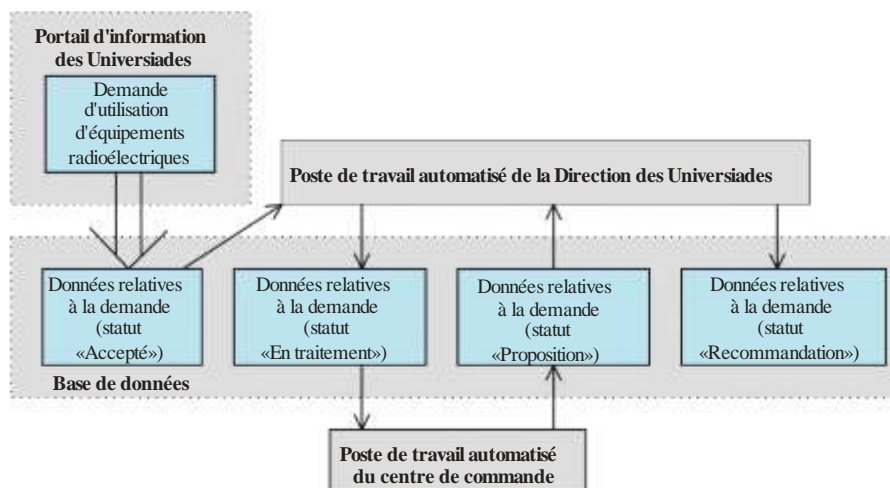 Portail d'information
des Universiades
Demande
d'utilisation
d'équipements
radioélectriques
Poste de travail automatisé de la Direction des Universiades
Données relatives
à la demande
(statut
«Accepté»)
Données relatives
à la demande
(statut
«En traitement»)
Données relatives
à la demande
(statut
«Proposition»)
Données relatives
à la demande
(statut
«Recommandation»)
Base de données
Poste de travail automatisé
du centre de commande